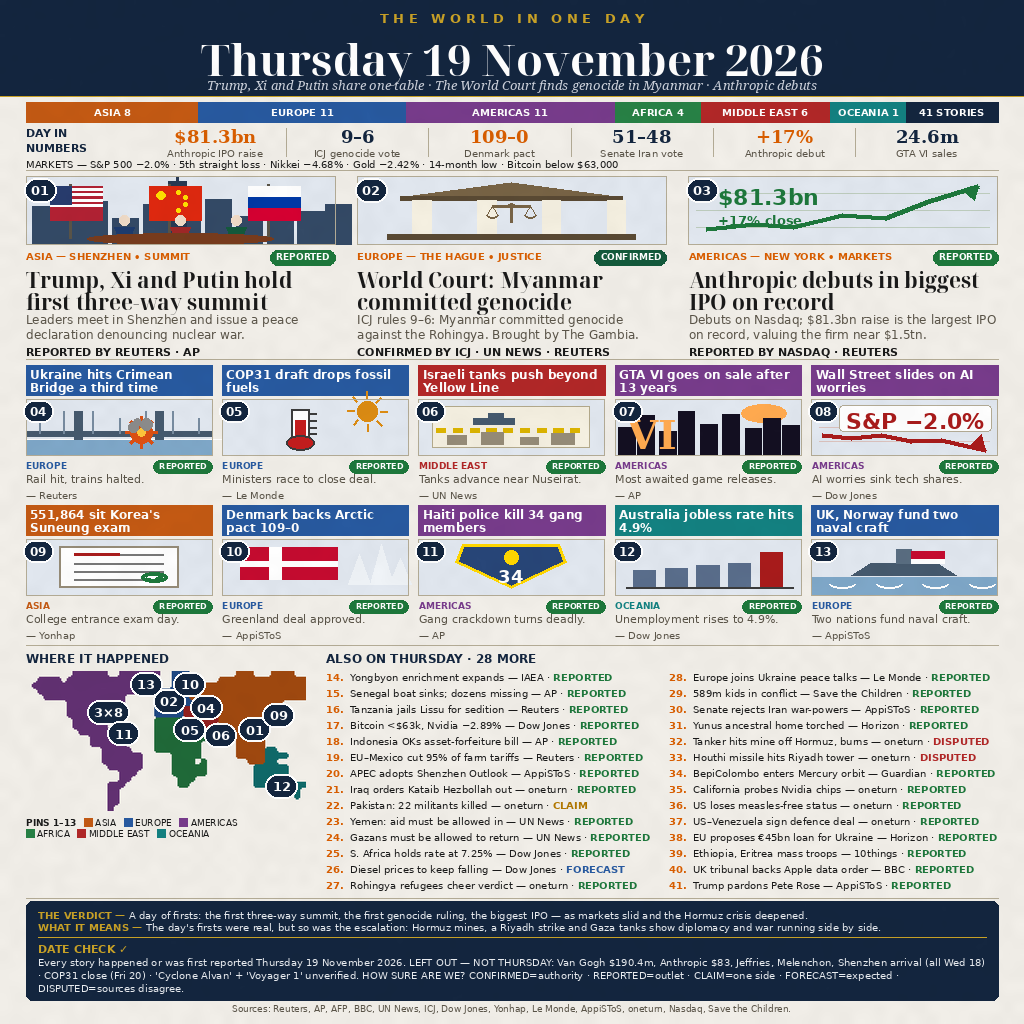 THE WORLD IN ONE DAY
Thursday 19 November 2026
Trump, Xi and Putin share one table · The World Court finds genocide in Myanmar · Anthropic debuts
ASIA 8 EUROPE 11 AMERICAS 11 AFRICA 4 MIDDLE EAST 6 OCEANIA 1 41 STORIES
DAY IN NUMBERS
$81.3bn
Anthropic IPO raise
9–6
ICJ genocide vote
109–0
Denmark pact
51–48
Senate Iran vote
+17%
Anthropic debut
24.6m
GTA VI sales
MARKETS — S&P 500 −2.0% · 5th straight loss · Nikkei −4.68% · Gold −2.42% · 14-month low · Bitcoin below $63,000
01
ASIA — SHENZHEN • SUMMIT REPORTED
Trump, Xi and Putin hold
first three-way summit
Leaders meet in Shenzhen and issue a peace
declaration denouncing nuclear war.
REPORTED BY REUTERS · AP
02
EUROPE — THE HAGUE • JUSTICE CONFIRMED
World Court: Myanmar
committed genocide
ICJ rules 9–6: Myanmar committed genocide
against the Rohingya. Brought by The Gambia.
CONFIRMED BY ICJ · UN NEWS · REUTERS
03
$81.3bn
+17% close
AMERICAS — NEW YORK • MARKETS REPORTED
Anthropic debuts in biggest
IPO on record
Debuts on Nasdaq; $81.3bn raise is the largest IPO
on record, valuing the firm near $1.5tn.
REPORTED BY NASDAQ · REUTERS
Ukraine hits Crimean
Bridge a third time
04
EUROPE REPORTED
Rail hit, trains halted.
— Reuters
COP31 draft drops fossil
fuels
05
EUROPE REPORTED
Ministers race to close deal.
— Le Monde
Israeli tanks push beyond
Yellow Line
06
MIDDLE EAST REPORTED
Tanks advance near Nuseirat.
— UN News
GTA VI goes on sale after
13 years
07
VI
AMERICAS REPORTED
Most awaited game releases.
— AP
Wall Street slides on AI
worries
08
S&P −2.0%
AMERICAS REPORTED
AI worries sink tech shares.
— Dow Jones
551,864 sit Korea's
Suneung exam
09
ASIA REPORTED
College entrance exam day.
— Yonhap
Denmark backs Arctic
pact 109–0
10
EUROPE REPORTED
Greenland deal approved.
— AppiSToS
Haiti police kill 34 gang
members
11
34
AMERICAS REPORTED
Gang crackdown turns deadly.
— AP
Australia jobless rate hits
4.9%
12
OCEANIA REPORTED
Unemployment rises to 4.9%.
— Dow Jones
UK, Norway fund two
naval craft
13
EUROPE REPORTED
Two nations fund naval craft.
— AppiSToS
WHERE IT HAPPENED
13 10
02 04
3×8 09
11 05 06 01
12
PINS 1–13 ASIA EUROPE AMERICAS
AFRICA MIDDLE EAST OCEANIA
ALSO ON THURSDAY · 28 MORE
14. Yongbyon enrichment expands — IAEA · REPORTED
15. Senegal boat sinks; dozens missing — AP · REPORTED
16. Tanzania jails Lissu for sedition — Reuters · REPORTED
17. Bitcoin <$63k, Nvidia −2.89% — Dow Jones · REPORTED
18. Indonesia OKs asset-forfeiture bill — AP · REPORTED
19. EU–Mexico cut 95% of farm tariffs — Reuters · REPORTED
20. APEC adopts Shenzhen Outlook — AppiSToS · REPORTED
21. Iraq orders Kataib Hezbollah out — oneturn · REPORTED
22. Pakistan: 22 militants killed — oneturn · CLAIM
23. Yemen: aid must be allowed in — UN News · REPORTED
24. Gazans must be allowed to return — UN News · REPORTED
25. S. Africa holds rate at 7.25% — Dow Jones · REPORTED
26. Diesel prices to keep falling — Dow Jones · FORECAST
27. Rohingya refugees cheer verdict — oneturn · REPORTED
28. Europe joins Ukraine peace talks — Le Monde · REPORTED
29. 589m kids in conflict — Save the Children · REPORTED
30. Senate rejects Iran war-powers — AppiSToS · REPORTED
31. Yunus ancestral home torched — Horizon · REPORTED
32. Tanker hits mine off Hormuz, burns — oneturn · DISPUTED
33. Houthi missile hits Riyadh tower — oneturn · DISPUTED
34. BepiColombo enters Mercury orbit — Guardian · REPORTED
35. California probes Nvidia chips — oneturn · REPORTED
36. US loses measles-free status — oneturn · REPORTED
37. US–Venezuela sign defence deal — oneturn · REPORTED
38. EU proposes €45bn loan for Ukraine — Horizon · REPORTED
39. Ethiopia, Eritrea mass troops — 10things · REPORTED
40. UK tribunal backs Apple data order — BBC · REPORTED
41. Trump pardons Pete Rose — AppiSToS · REPORTED
THE VERDICT — A day of firsts: the first three-way summit, the first genocide ruling, the biggest IPO — as markets slid and the Hormuz crisis deepened.
WHAT IT MEANS — The day's firsts were real, but so was the escalation: Hormuz mines, a Riyadh strike and Gaza tanks show diplomacy and war running side by side.
DATE CHECK ✓
Every story happened or was first reported Thursday 19 November 2026. LEFT OUT — NOT THURSDAY: Van Gogh $190.4m, Anthropic $83, Jeffries, Melenchon, Shenzhen arrival (all Wed 18)
· COP31 close (Fri 20) · 'Cyclone Alvan' + 'Voyager 1' unverified. HOW SURE ARE WE? CONFIRMED=authority · REPORTED=outlet · CLAIM=one side · FORECAST=expected ·
DISPUTED=sources disagree.
Sources: Reuters, AP, AFP, BBC, UN News, ICJ, Dow Jones, Yonhap, Le Monde, AppiSToS, oneturn, Nasdaq, Save the Children.